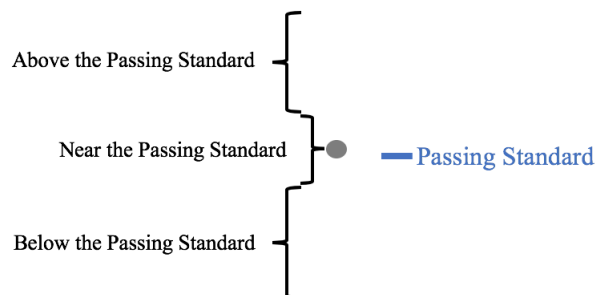 Above the Passing Standard
Near the Passing Standard
Passing Standard
Below the Passing Standard